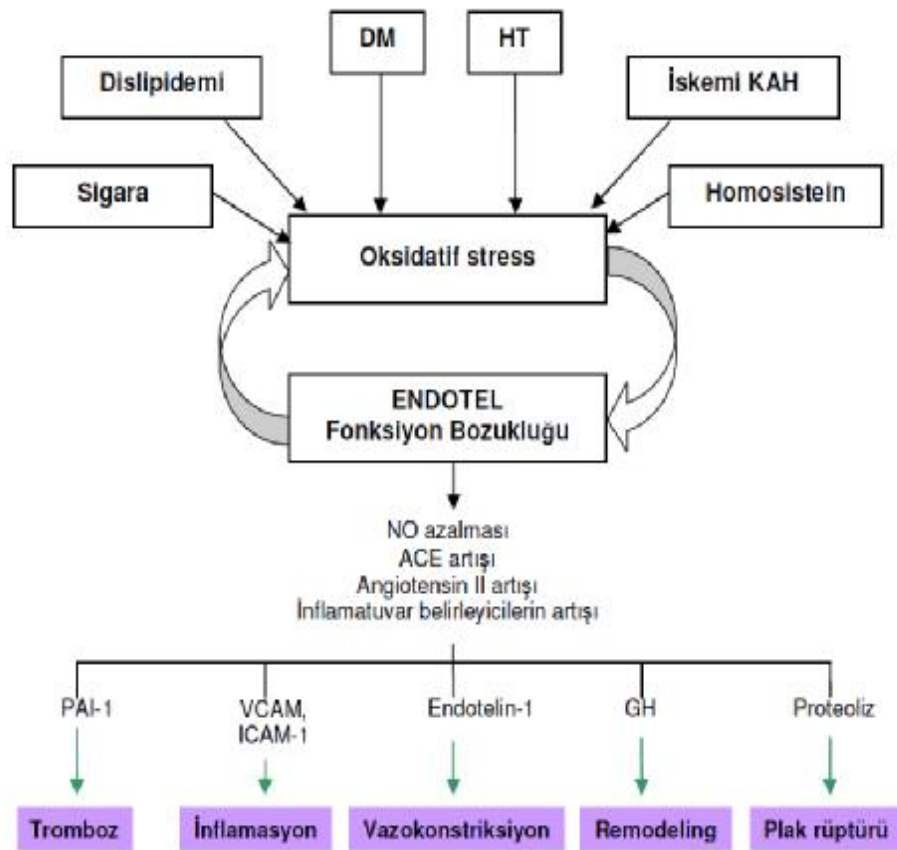 DM
HT
Dislipidemi
İskemi KAH
Sigara
Homosistein
Oksidatif stress
ENDOTEL
Fonksiyon Bozukluğu
NO azalması
ACE artışı
Angiotensin II artışı
İnflamatuvar belirleyicilerin artışı
PAI-1
VCAM,
ICAM-1
Endotelin-1
GH
Proteoliz
Tromboz
İnflamasyon
Vazokonstriksiyon
Remodeling
Plak rüptürü